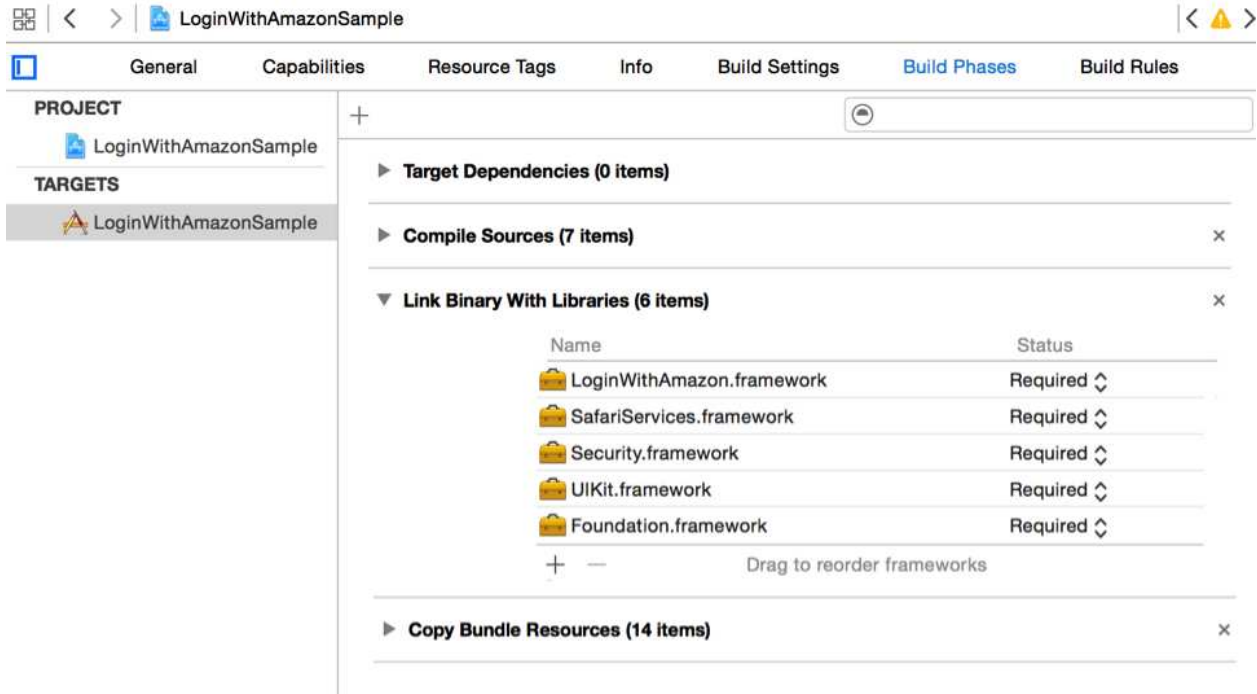 LoginWithAmazonSample
General Capabilities Resource Tags Info Build Settings Build Phases Build Rules
PROJECT
LoginWithAmazonSample
TARGETS
LoginWithAmazonSample
Target Dependencies (0 items)
Compile Sources (7 items)
Link Binary With Libraries (6 items)
Name Status
LoginWithAmazon.framework Required
SafariServices.framework Required
Security.framework Required
UIKit.framework Required
Foundation.framework Required
Drag to reorder frameworks
Copy Bundle Resources (14 items)